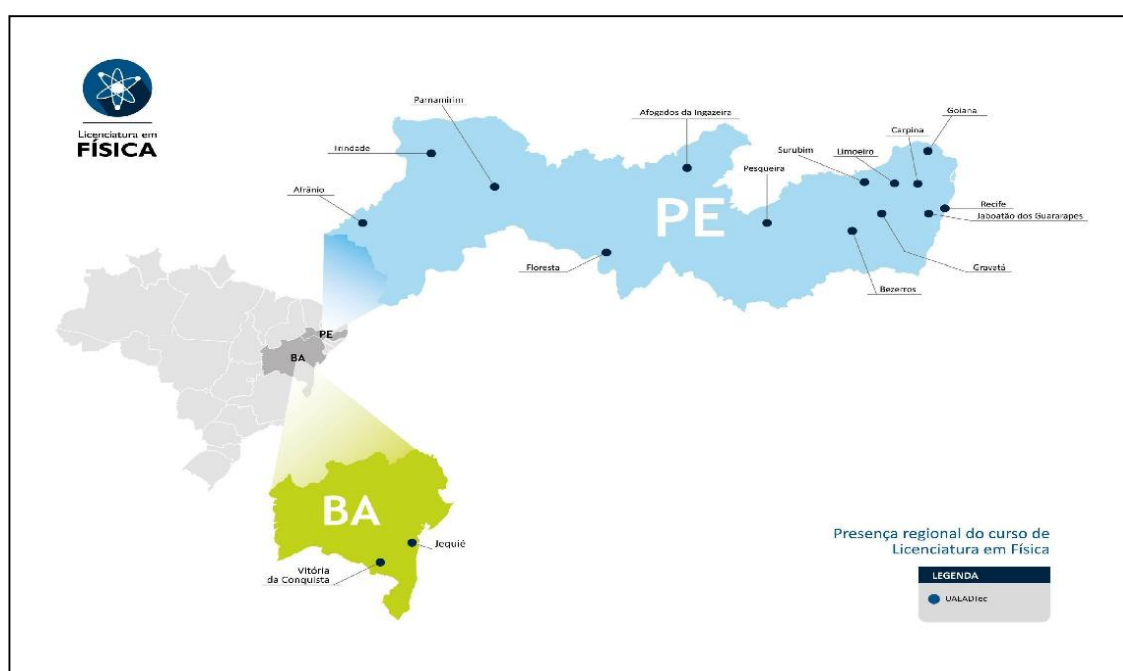 Licenciatura em
FÍSICA
Parnamirim
Trindade
Afrânio
Afogados da Ingazeira
Goiana
Carpina
Limoeiro
Surubim
Pesqueira
PE
Recife
Jaboatão dos Guararapes
Floresta
Gravatá
Bezerros
PE
BA
BA
Jequié
Vitória
da Conquista
Presença regional do curso de
Licenciatura em Física
LEGENDA
UALADTec